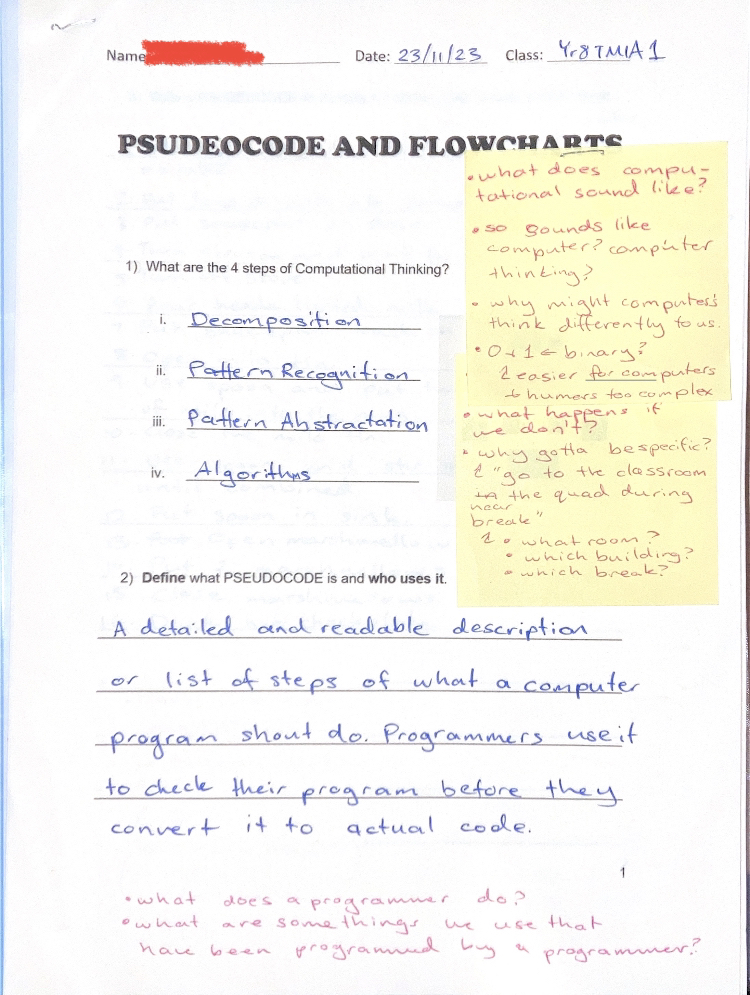 Name
Date: 23/11/23 Class: Yr8TMIA1
PSUDEOCODE AND FLOWCHARTS
1) What are the 4 steps of Computational Thinking?
i. Decomposition
ii. Pattern Recognition
iii. Pattern Abstractation
iv. Algorithms
• what does compu-
tational sound like?
• so sounds like
computer? computer
thinking?
• why might computers
think differently to us.
• 0 + 1 ← binary?
easier for computers
humers too complex
• what happens if
we don't?
• why gotta be specific?
"go to the classroom
in the quad during
near
break"
• what room?
• which building?
• which break?
2) Define what PSEUDOCODE is and who uses it.
A detailed and readable description
or list of steps of what a computer
program shout do. Programmers use it
to check their program before they
convert it to actual code.
1
• what does a programmer do?
• what are some things we use that
have been programmed by a programmer?